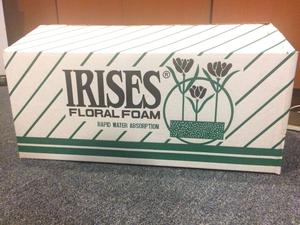 IRISES®
FLORAL FOAM
RAPID WATER ABSORPTION